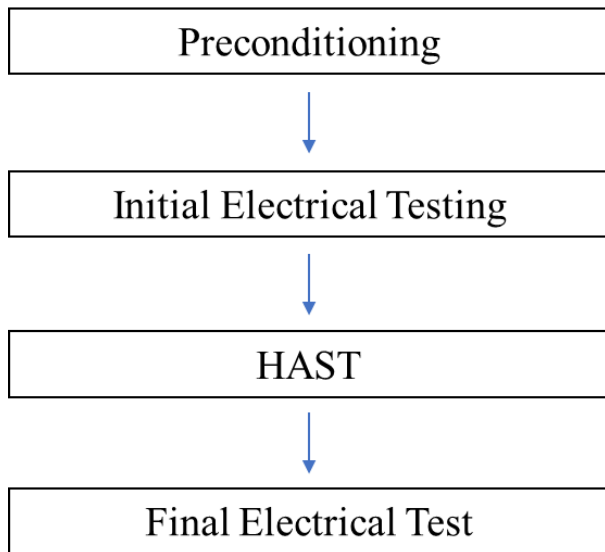 Preconditioning
Initial Electrical Testing
HAST
Final Electrical Test